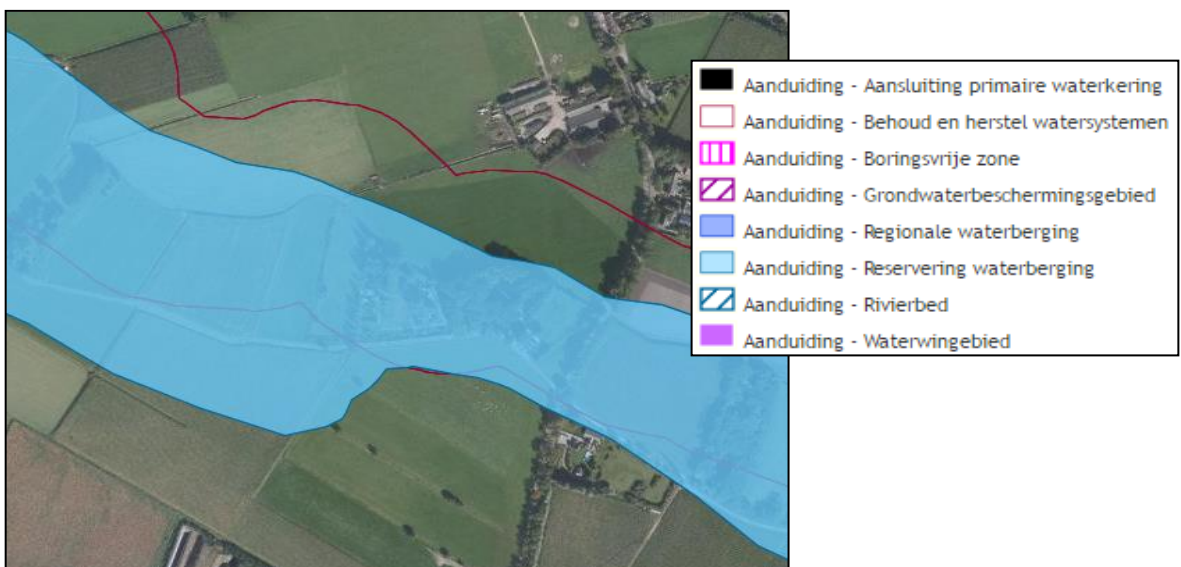 Aanduiding - Aansluiting primaire waterkering
Aanduiding - Behoud en herstel watersystemen
Aanduiding - Boringsvrije zone
Aanduiding - Grondwaterbeschermingsgebied
Aanduiding - Regionale waterberging
Aanduiding - Reservering waterberging
Aanduiding - Rivierbed
Aanduiding - Waterwingebied